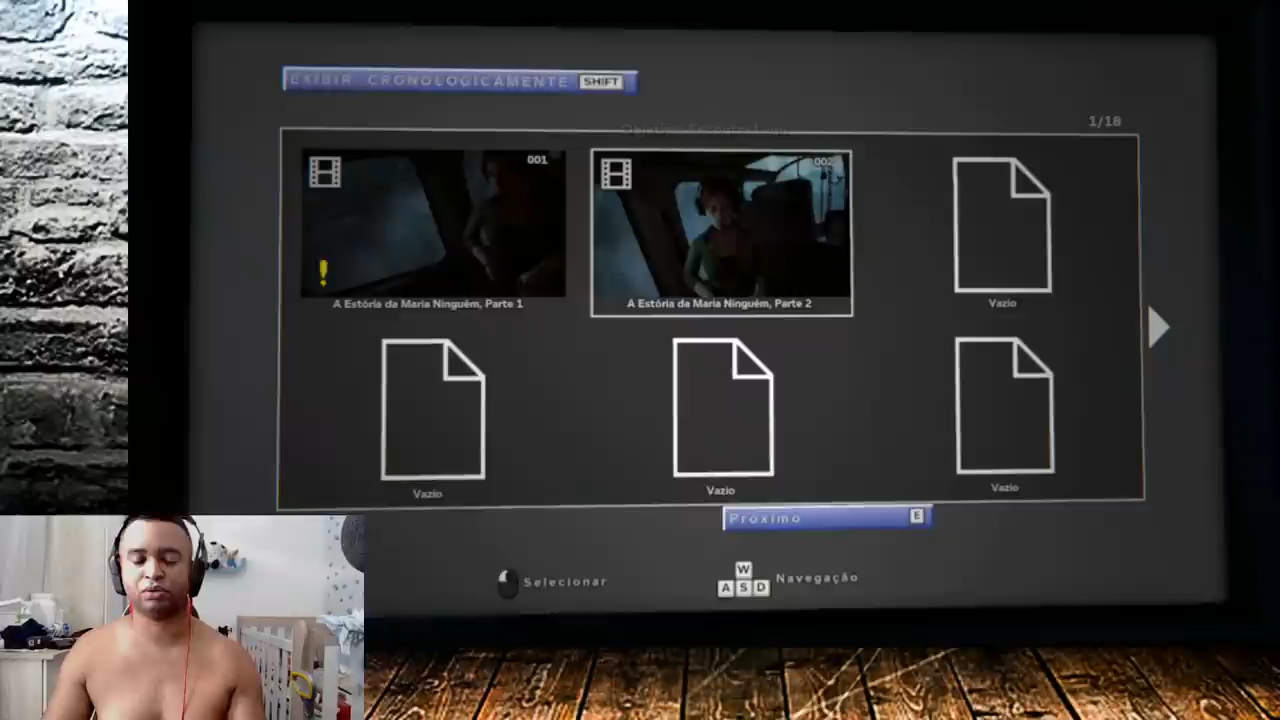 EXIBIR CRONOLOGICAMENTE SHIFT
1/18
001
002
A Estória da Maria Ninguém, Parte 1
A Estória da Maria Ninguém, Parte 2
Vazio
Vazio
Vazio
Vazio
Próximo E
Selecionar
W
A S D
Navegação